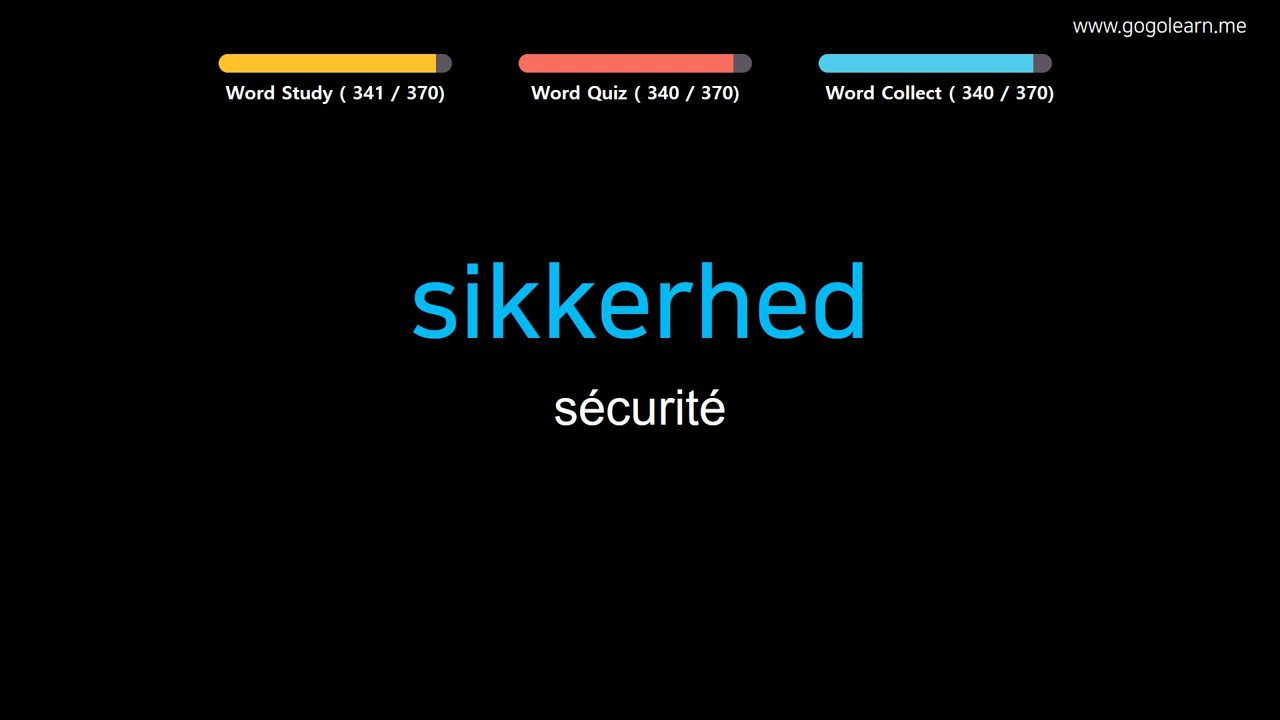 www.gogolearn.me
Word Study ( 341 / 370)
Word Quiz ( 340 / 370)
Word Collect ( 340 / 370)
sikkerhed
sécurité